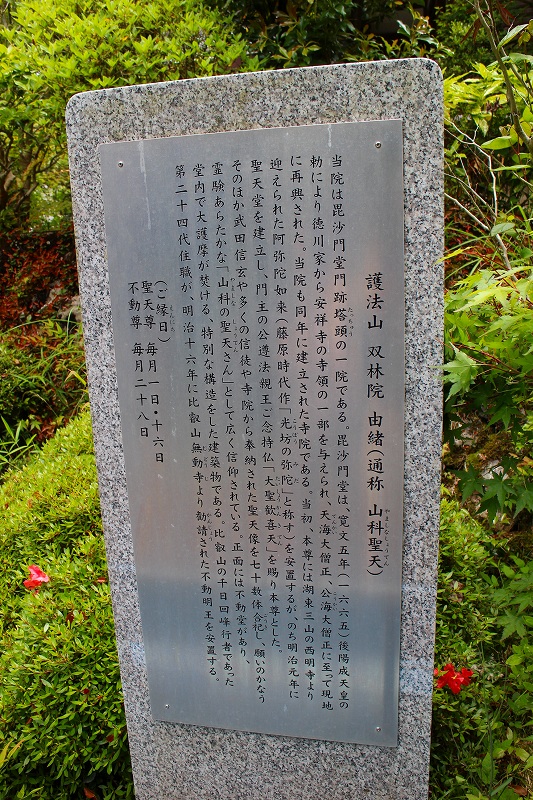 護法山 双林院 由緒(通称 山科聖天)
やましなしょうてん
当院は毘沙門堂門跡塔頭の一院である。毘沙門堂は、寛文五年(一六六五)後陽成天皇の
たっちゅう
勅により徳川家から安祥寺の寺領の一部を与えられ、天海大僧正、公海大僧正に至って現地
に再興された。当院も同年に建立された寺院である。当初、本尊には湖東三山の西明寺より
迎えられた阿弥陀如来(藤原時代作「光坊の弥陀」と称す)を安置するが、のち明治元年に
聖天堂を建立し、門主の公遵法親王ご念持仏「大聖歓喜天」を賜り本尊とした。
そのほか武田信玄や多くの信徒や寺院から奉納された聖天像を七十数体合祀し、願いのかなう
霊験あらたかな「山科の聖天さん」として広く信仰されている。正面には不動堂があり、
堂内で大護摩が焚ける、特別な構造をした建築物である。比叡山の千日回峰行者であった
第二十四代住職が、明治十六年に比叡山無動寺より勧請された不動明王を安置する。
(ご縁日)
えんにち
聖天尊 毎月一日・十六日
不動尊 毎月二十八日